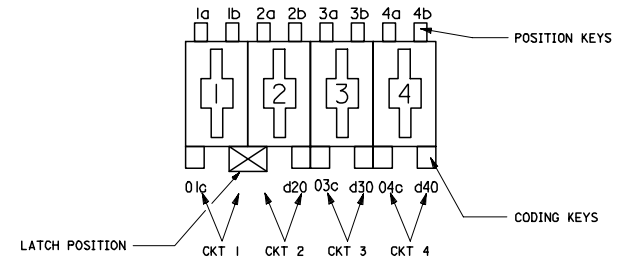 1a 1b 2a 2b 3a 3b 4a 4b
POSITION KEYS
1 2 3 4
01c d20 03c d30 04c d40
CODING KEYS
LATCH POSITION
CKT 1 CKT 2 CKT 3 CKT 4